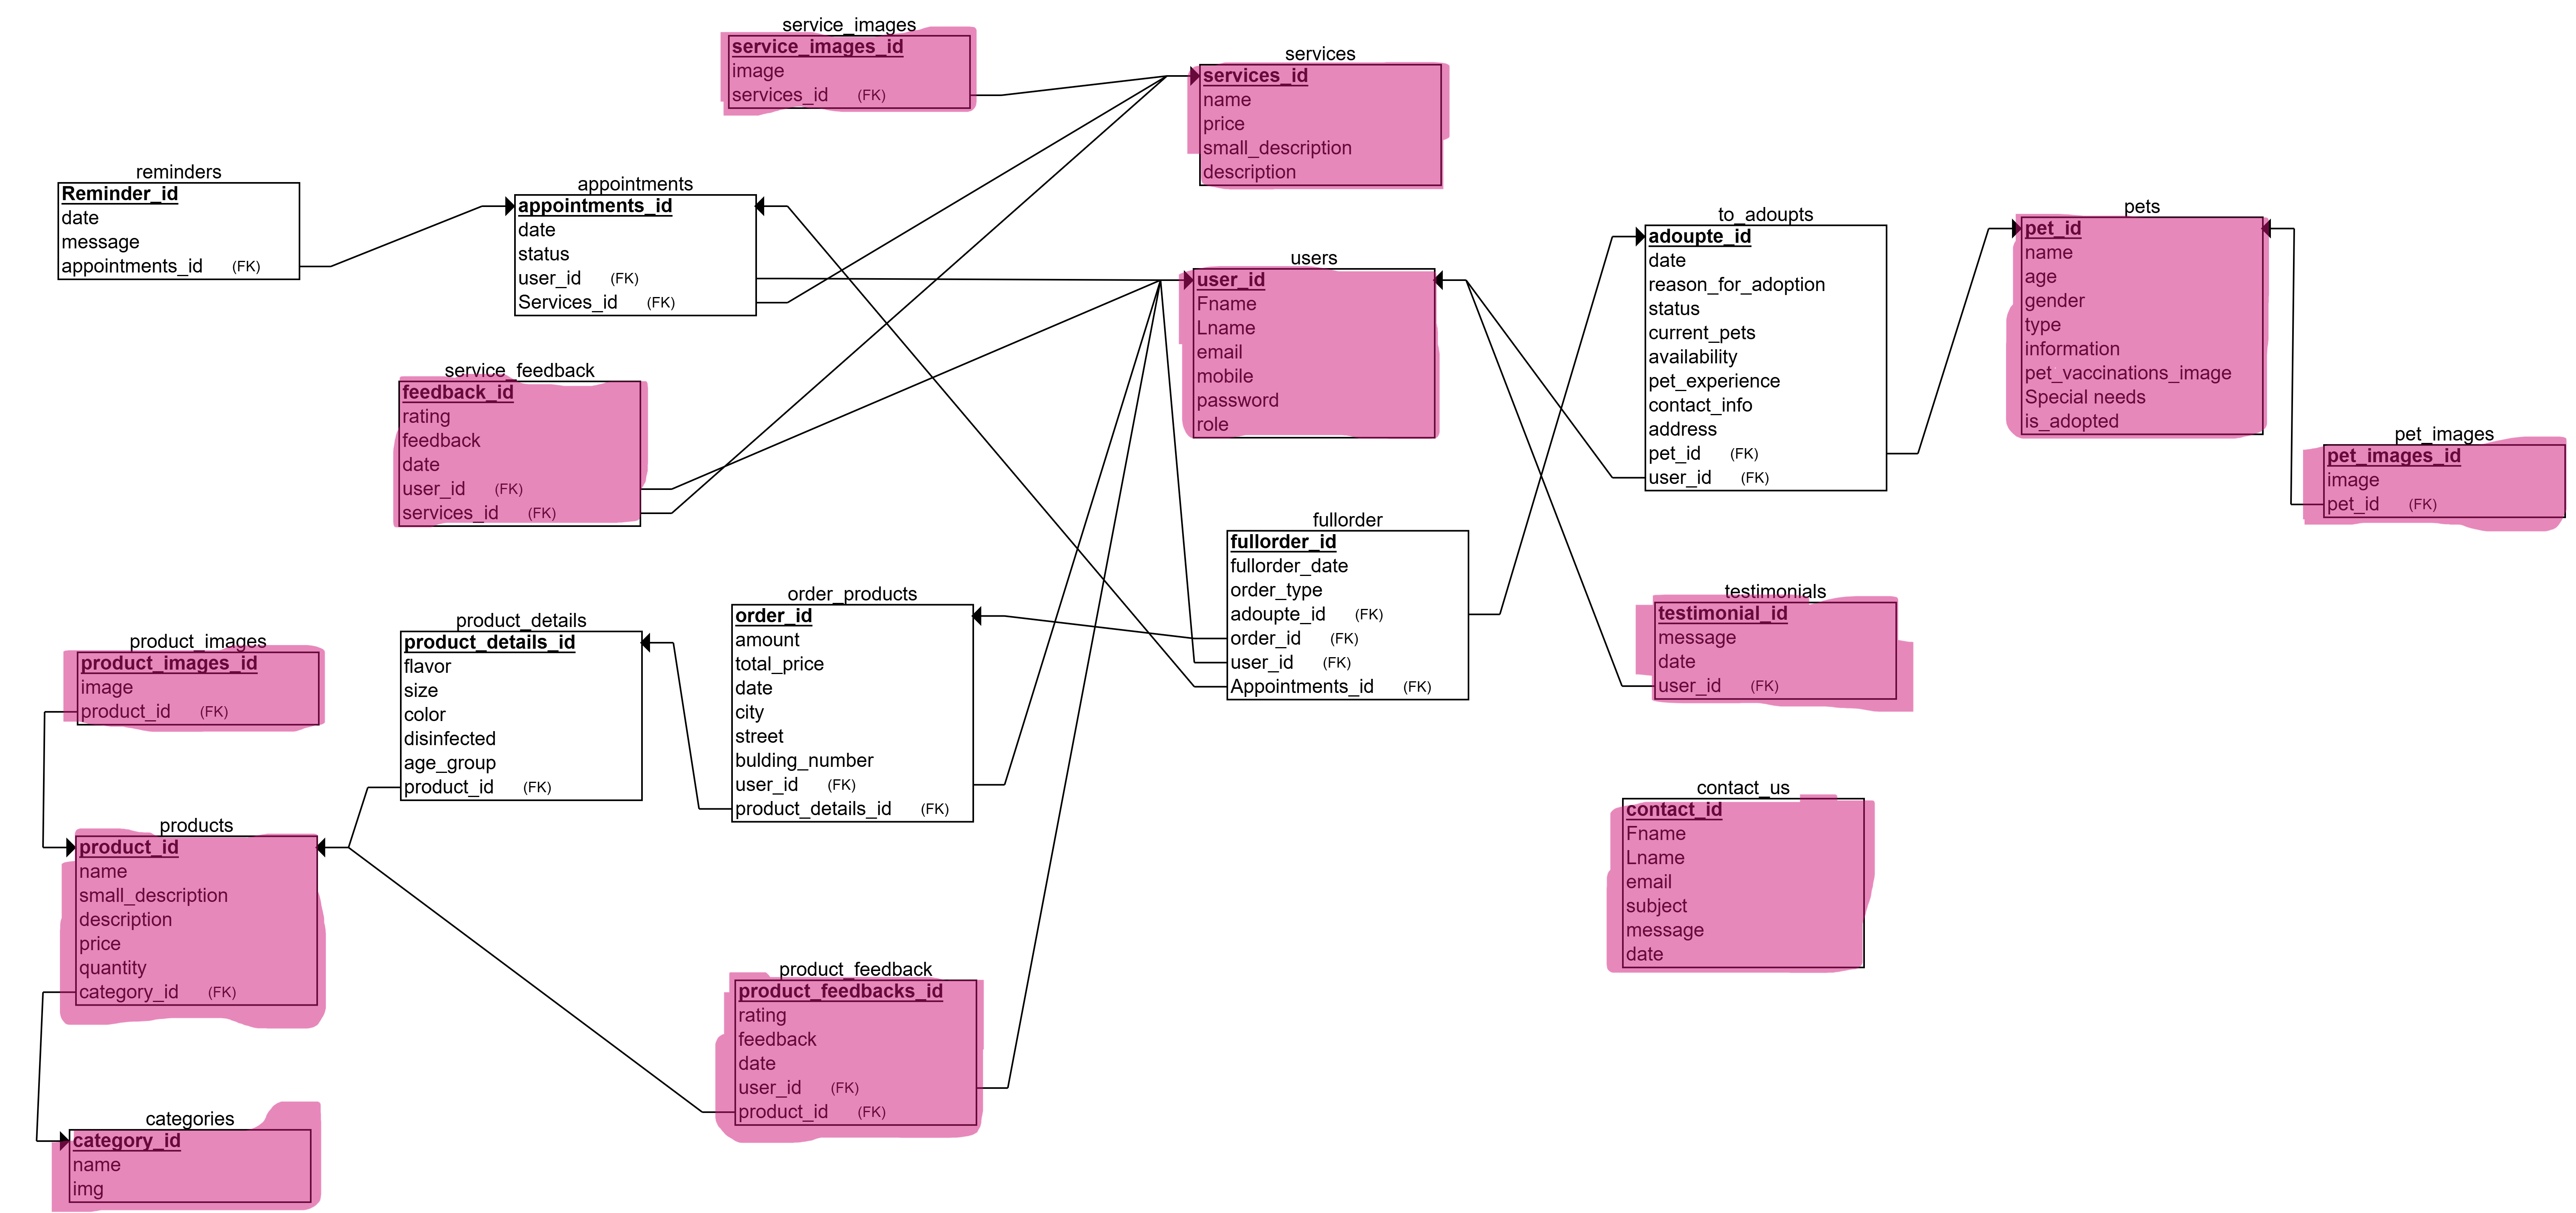 service_images
service_images_id
image
services_id (FK)
services
services_id
name
price
small_description
description
reminders
Reminder_id
date
message
appointments_id (FK)
appointments
appointments_id
date
status
user_id (FK)
Services_id (FK)
users
user_id
Fname
Lname
email
mobile
password
role
to_adoupts
adoupte_id
date
reason_for_adoption
status
current_pets
availability
pet_experience
contact_info
address
pet_id (FK)
user_id (FK)
pets
pet_id
name
age
gender
type
information
pet_vaccinations_image
Special needs
is_adopted
pet_images
pet_images_id
image
pet_id (FK)
service_feedback
feedback_id
rating
feedback
date
user_id (FK)
services_id (FK)
fullorder
fullorder_id
fullorder_date
order_type
adoupte_id (FK)
order_id (FK)
user_id (FK)
Appointments_id (FK)
testimonials
testimonial_id
message
date
user_id (FK)
product_images
product_images_id
image
product_id (FK)
product_details
product_details_id
flavor
size
color
disinfected
age_group
product_id (FK)
order_products
order_id
amount
total_price
date
city
street
bulding_number
user_id (FK)
product_details_id (FK)
contact_us
contact_id
Fname
Lname
email
subject
message
date
products
product_id
name
small_description
description
price
quantity
category_id (FK)
product_feedback
product_feedbacks_id
rating
feedback
date
user_id (FK)
product_id (FK)
categories
category_id
name
img